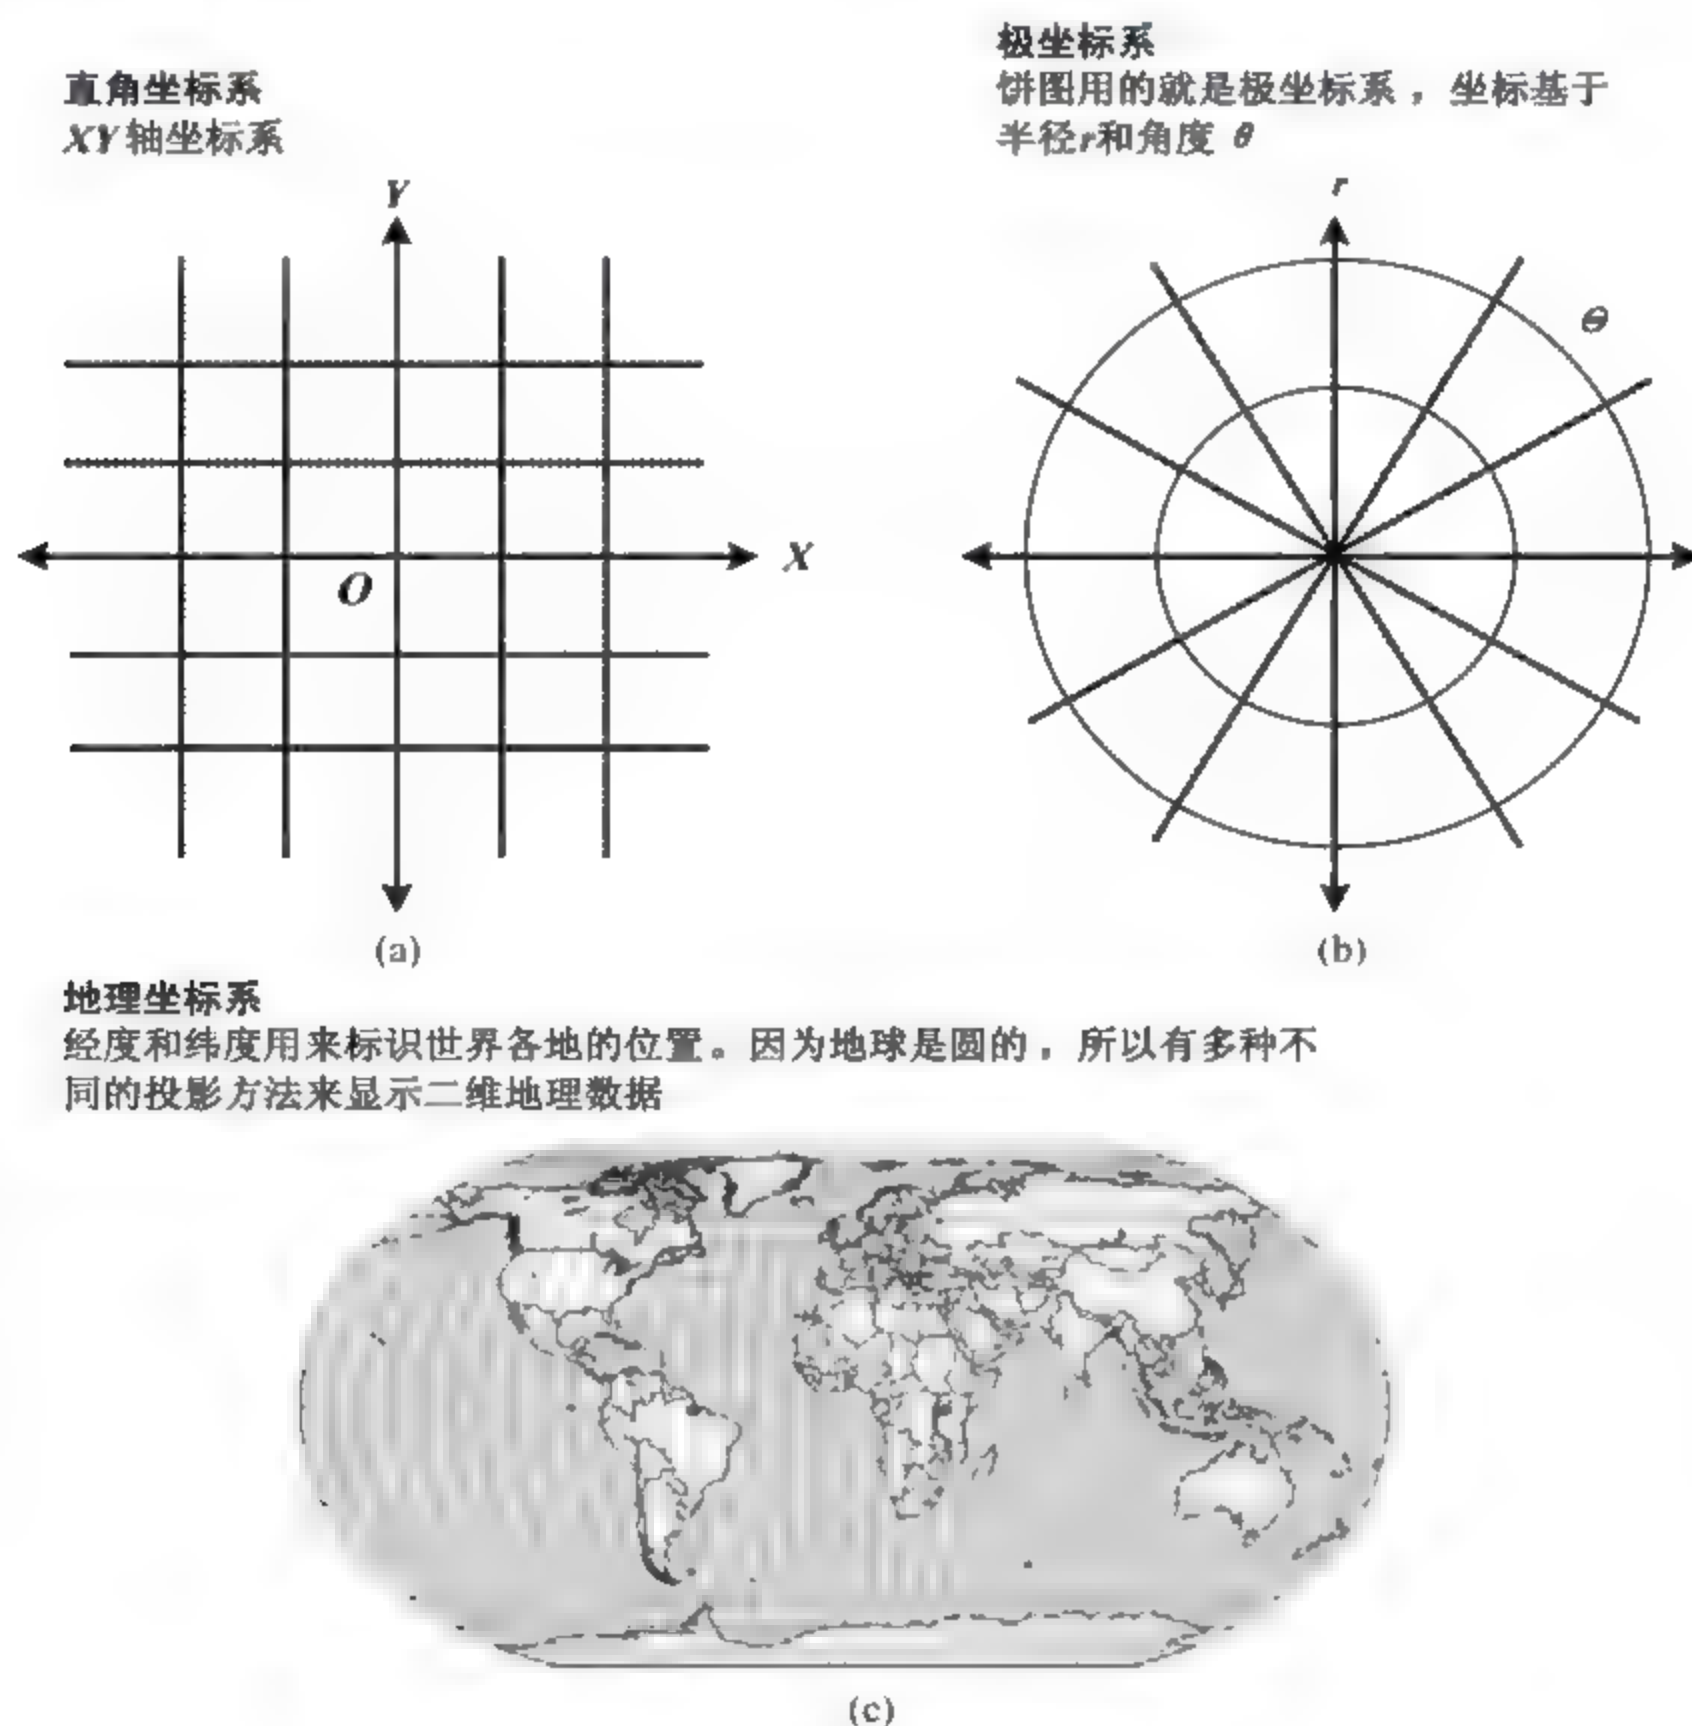 直角坐标系
XY轴坐标系
Y
X
O
(a)
极坐标系
饼图用的就是极坐标系，坐标基于
半径r和角度 θ
r
Θ
(b)
地理坐标系
经度和纬度用来标识世界各地的位置。因为地球是圆的，所以有多种不
同的投影方法来显示二维地理数据
(c)